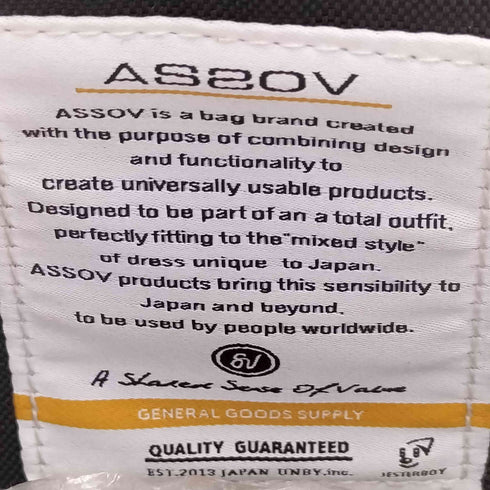 ASSOV
ASSOV is a bag brand created
with the purpose of combining design
and functionality to
create universally usable products.
Designed to be part of an a total outfit.
perfectly fitting to the "mixed style"
of dress unique to Japan.
ASSOV products bring this sensibility to
Japan and beyond.
to be used by people worldwide.
SV
A Shared Sense Of Value
GENERAL GOODS SUPPLY
QUALITY GUARANTEED
EST.2013 JAPAN UNBY,inc.
JESTERBOY